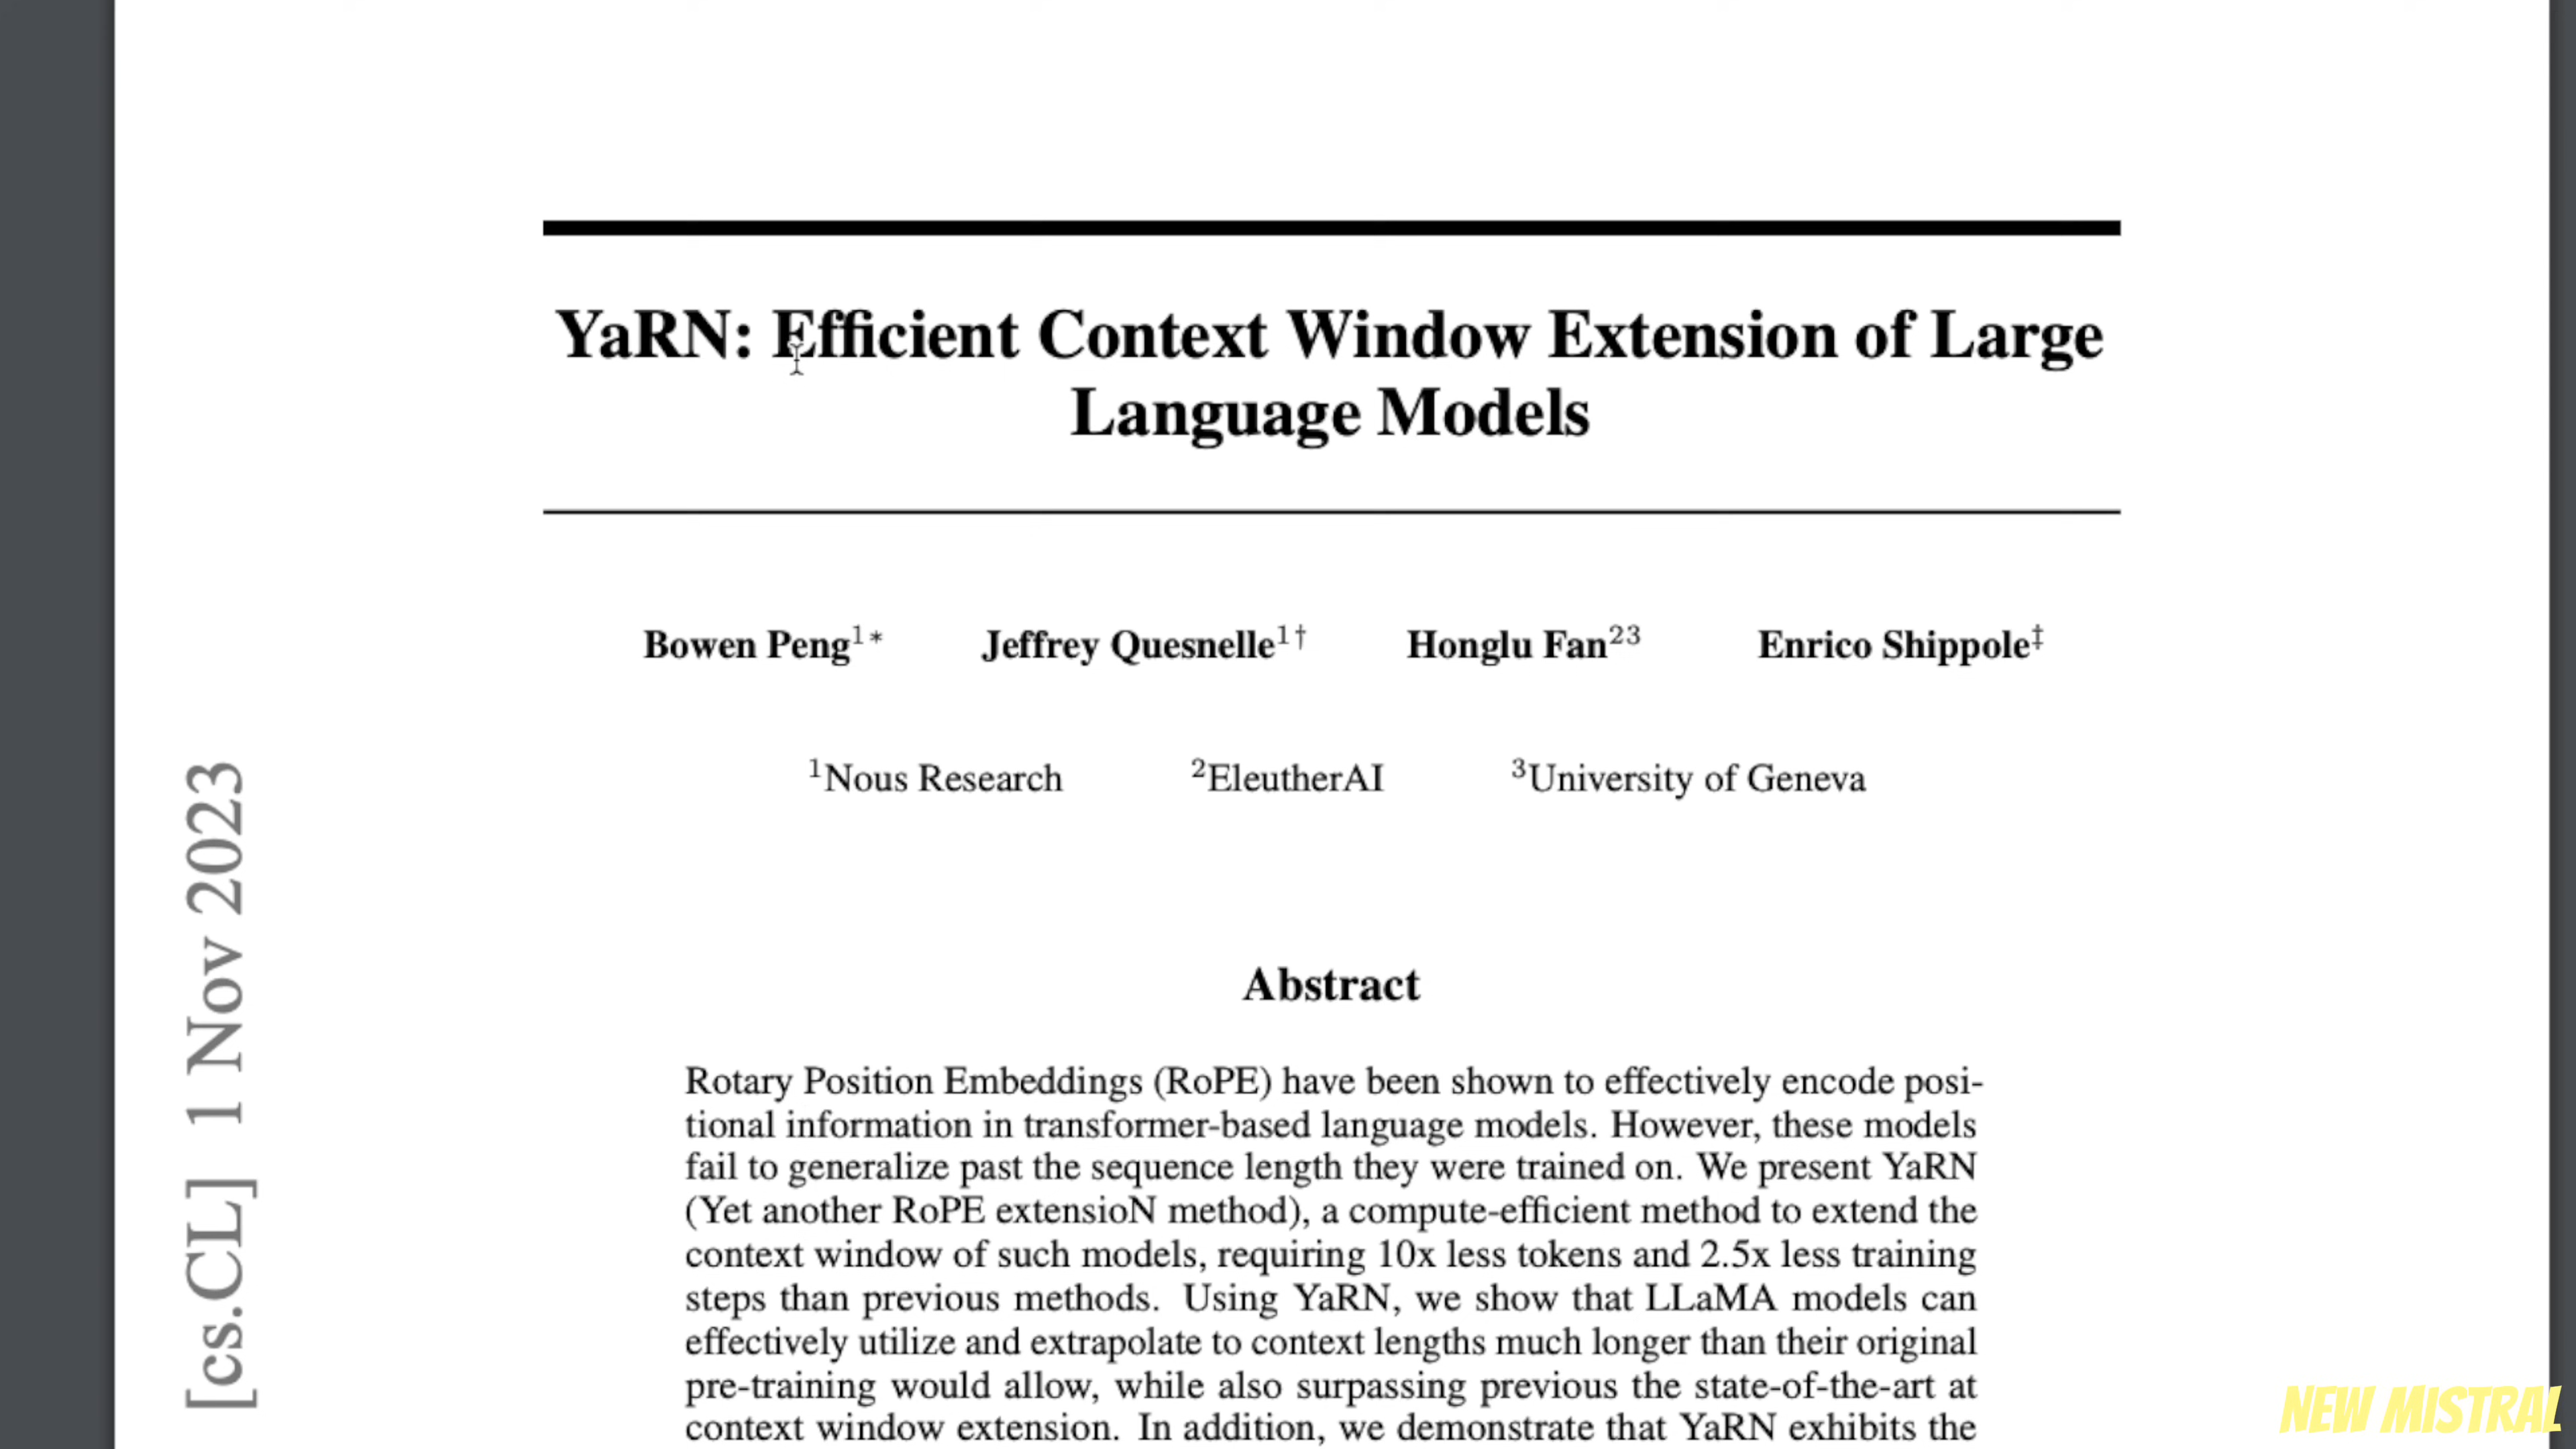 YaRN: Efficient Context Window Extension of Large
Language Models
Bowen Peng¹* Jeffrey Quesnelle¹† Honglu Fan²³ Enrico Shippole‡
¹Nous Research ²EleutherAI ³University of Geneva
[cs.CL] 1 Nov 2023
Abstract
Rotary Position Embeddings (RoPE) have been shown to effectively encode posi-
tional information in transformer-based language models. However, these models
fail to generalize past the sequence length they were trained on. We present YaRN
(Yet another RoPE extensioN method), a compute-efficient method to extend the
context window of such models, requiring 10x less tokens and 2.5x less training
steps than previous methods. Using YaRN, we show that LLaMA models can
effectively utilize and extrapolate to context lengths much longer than their original
pre-training would allow, while also surpassing previous the state-of-the-art at
context window extension. In addition, we demonstrate that YaRN exhibits the
NEW MISTRAL